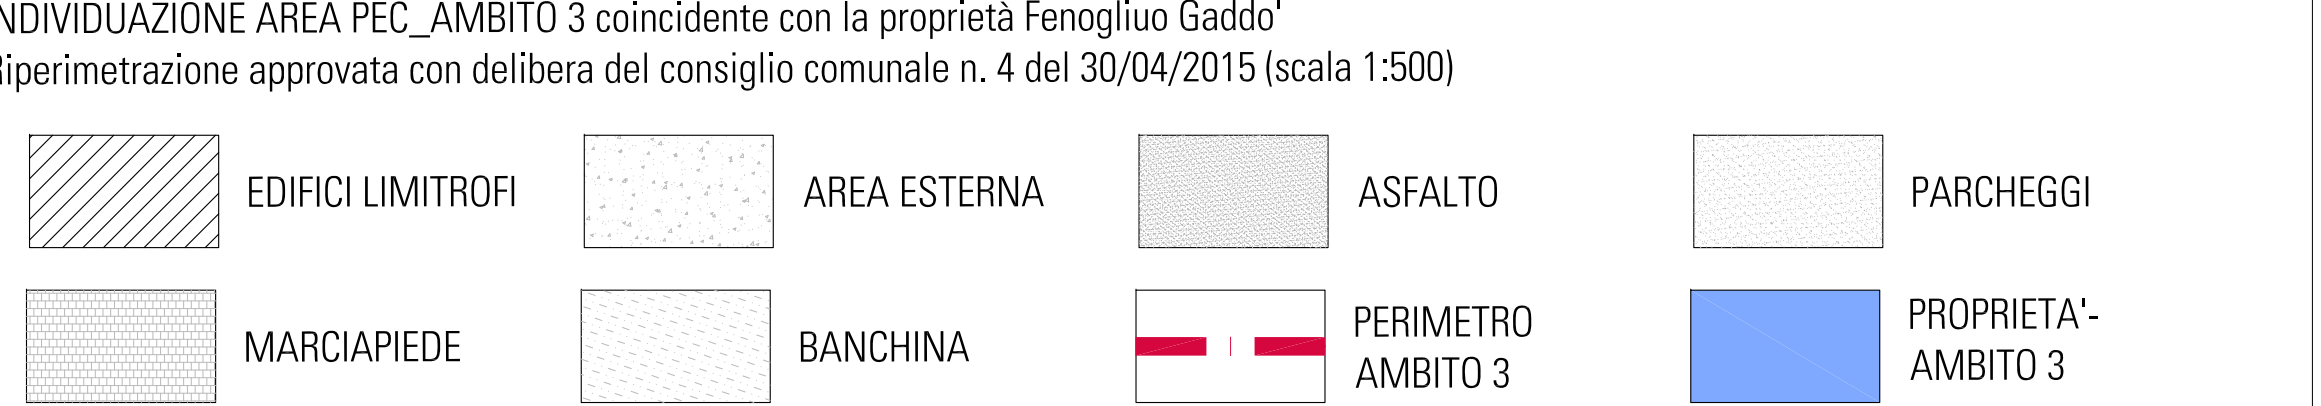 NDIVIDUAZIONE AREA PEC_AMBITO 3 coincidente con la proprietà Fenogliuo Gaddo'
Riperimetrazione approvata con delibera del consiglio comunale n. 4 del 30/04/2015 (scala 1:500)
EDIFICI LIMITROFI
AREA ESTERNA
ASFALTO
PARCHEGGI
MARCIAPIEDE
BANCHINA
PERIMETRO
AMBITO 3
PROPRIETA'-
AMBITO 3